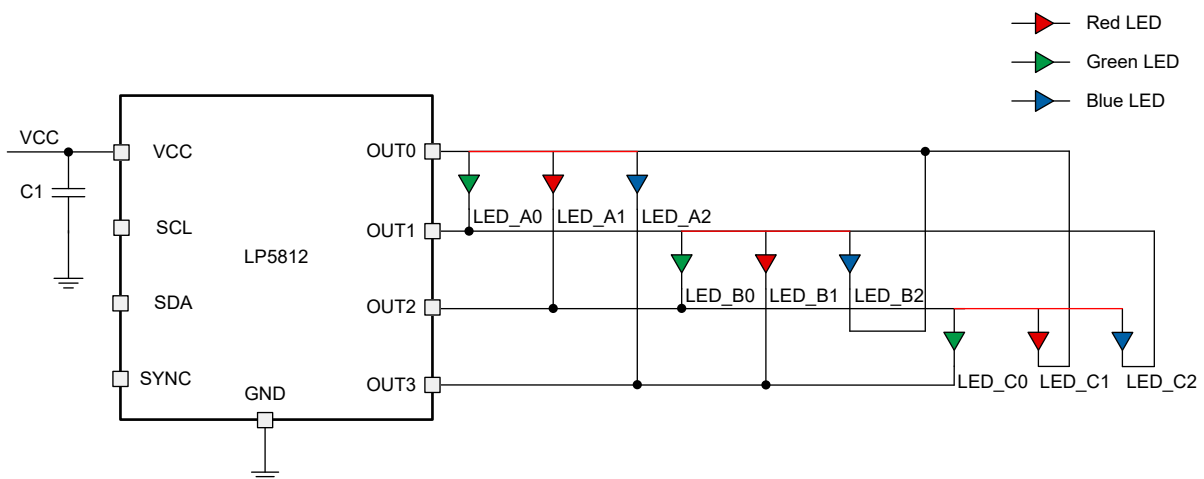 Red LED
Green LED
Blue LED
VCC
C1
VCC
SCL
SDA
SYNC
LP5812
GND
OUT0
OUT1
OUT2
OUT3
LED_A0
LED_A1
LED_A2
LED_B0
LED_B1
LED_B2
LED_C0
LED_C1
LED_C2